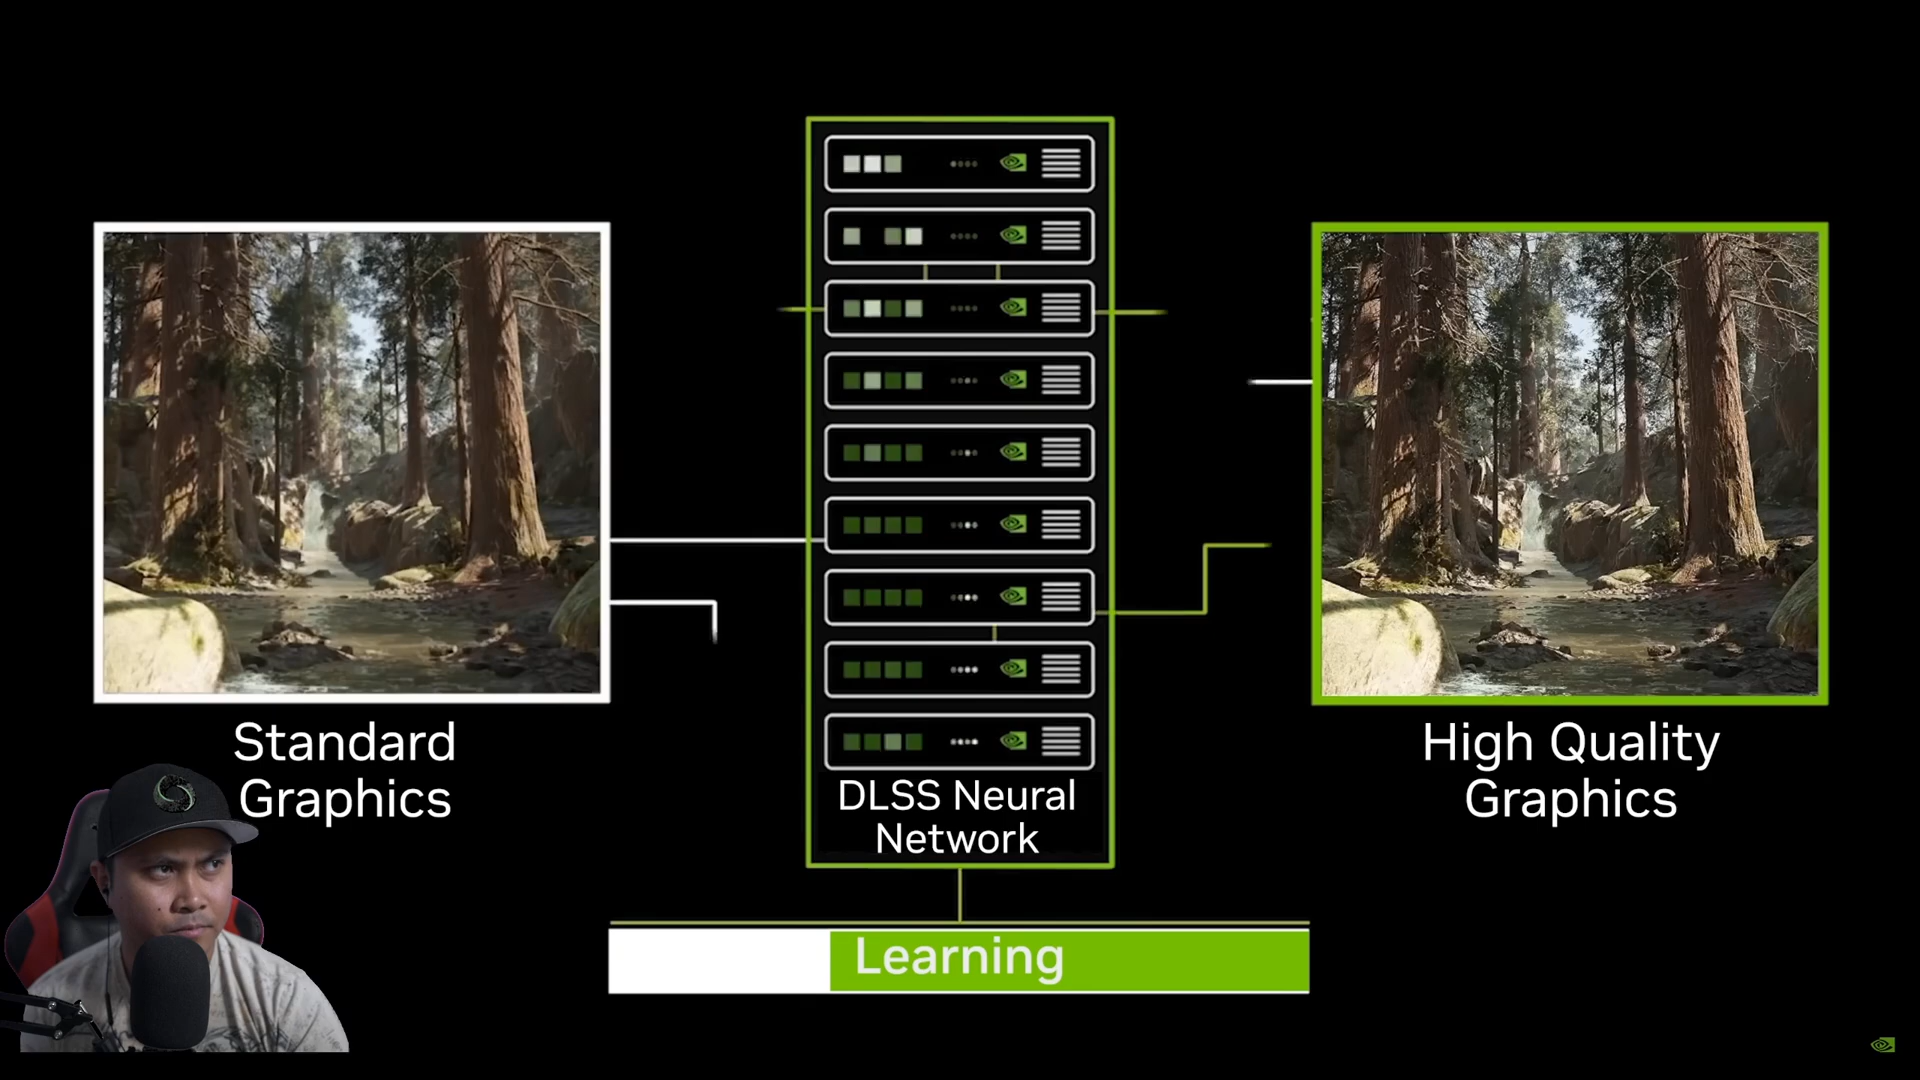 Standard
Graphics
DLSS Neural
Network
High Quality
Graphics
Learning